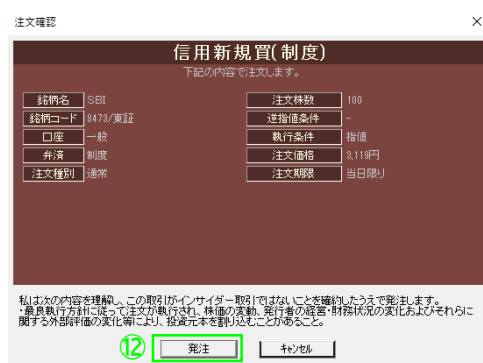 注文確認
信用新規買(制度)
下記の内容で注文します。
銘柄名 SBI 注文株数 100
銘柄コード 8473/東証 逆指値条件 -
口座 一般 執行条件 指値
弁済 制度 注文価格 3,119円
注文種別 通常 注文期限 当日限り
私は次の内容を理解し、この取引がインサイダー取引ではないことを確約したうえで発注します。
・最良執行方針に従って注文が執行され、株価の変動、発行者の経営・財務状況の変化およびそれらに
関する外部評価の変化等により、投資元本を割り込むことがあること。
⑫ 発注 キャンセル